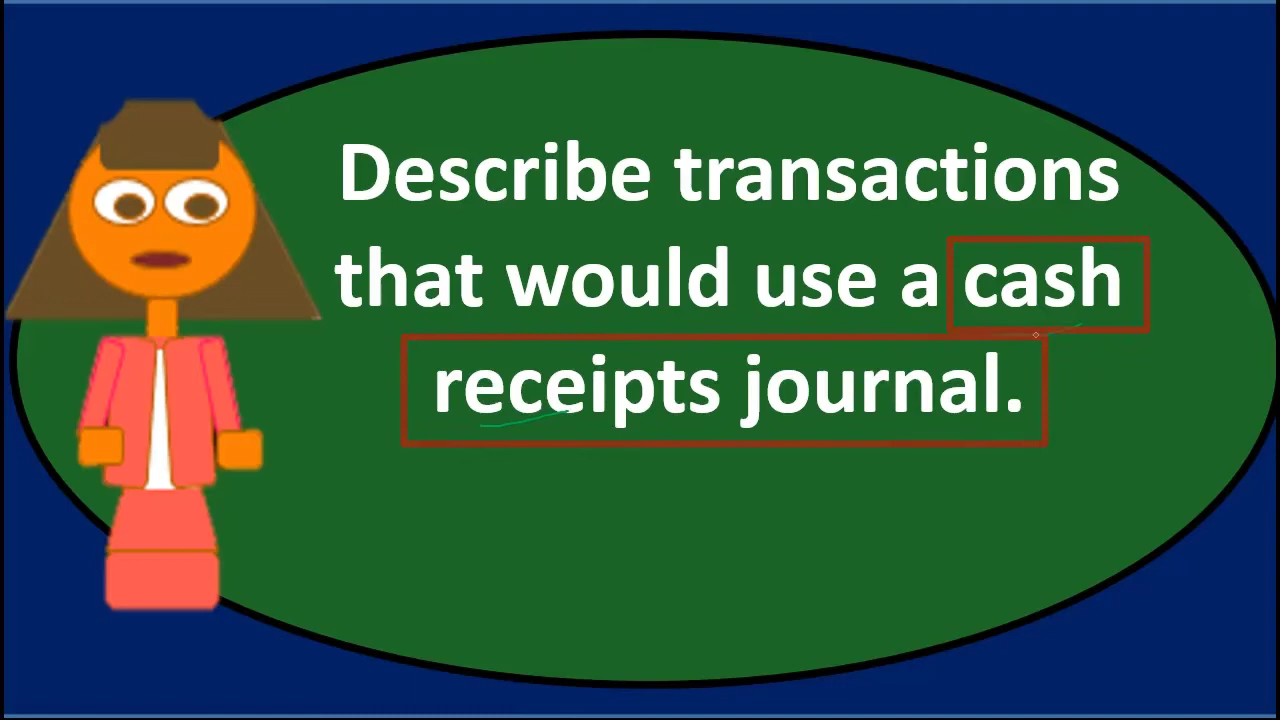 Describe transactions
that would use a cash
receipts journal.